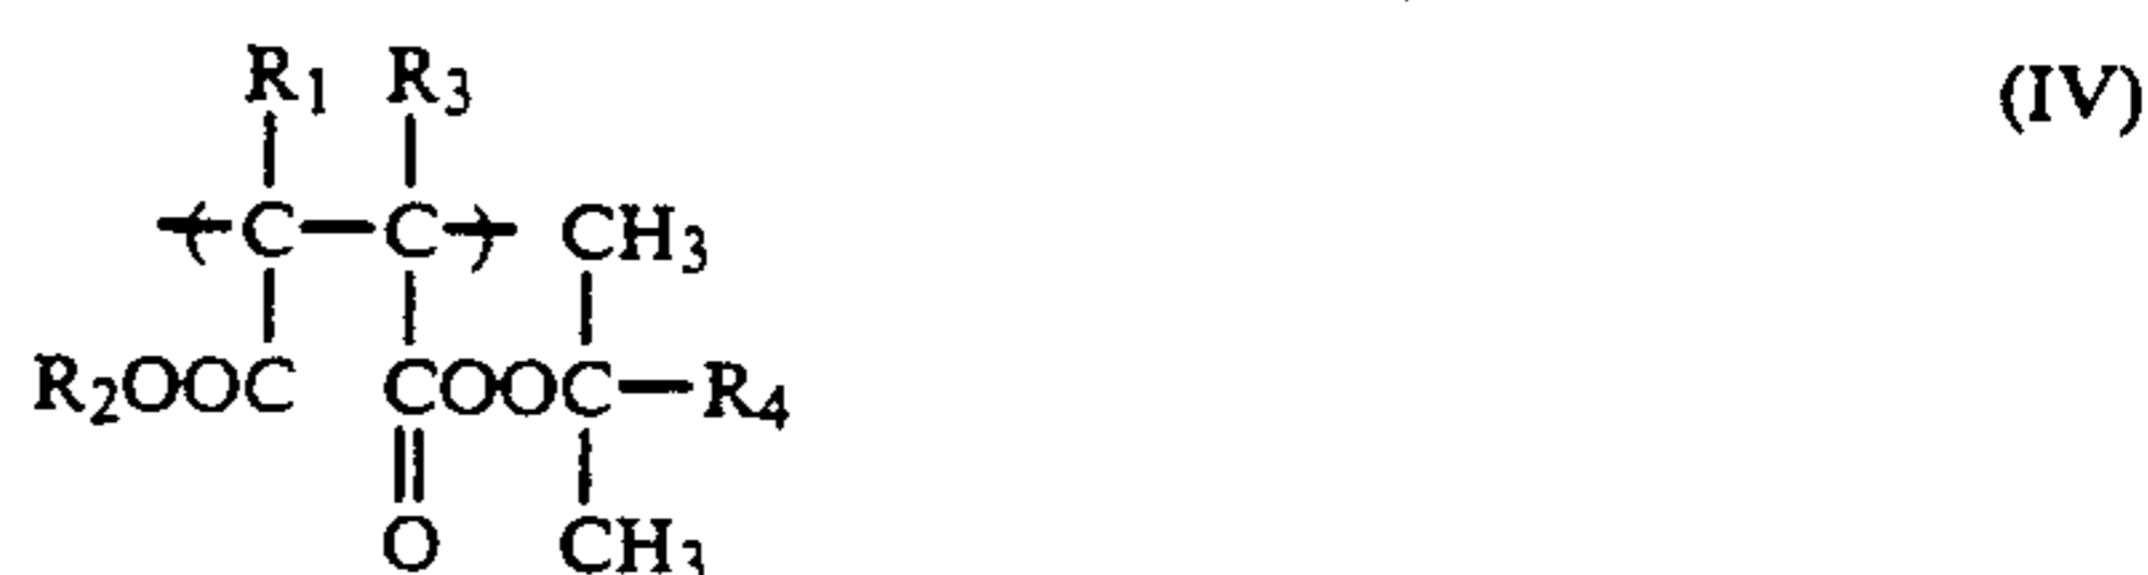 R1 R3 (IV)
( C — C ) CH3
R2OOC COOC — R4
O CH3